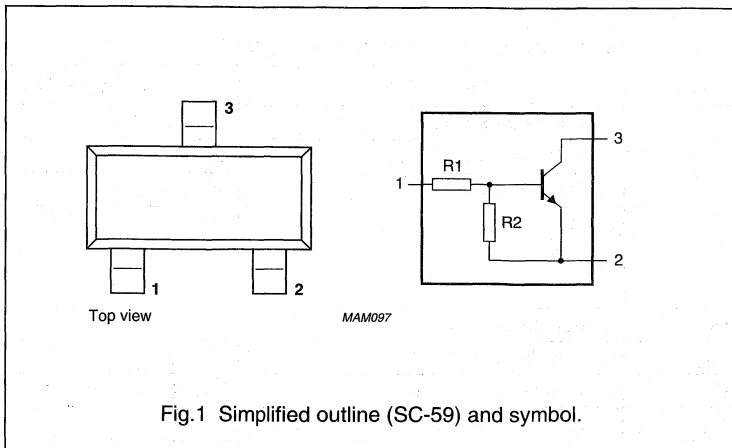 3
1
2
Top view
MAM097
1
R1
R2
3
2
Fig.1 Simplified outline (SC-59) and symbol.